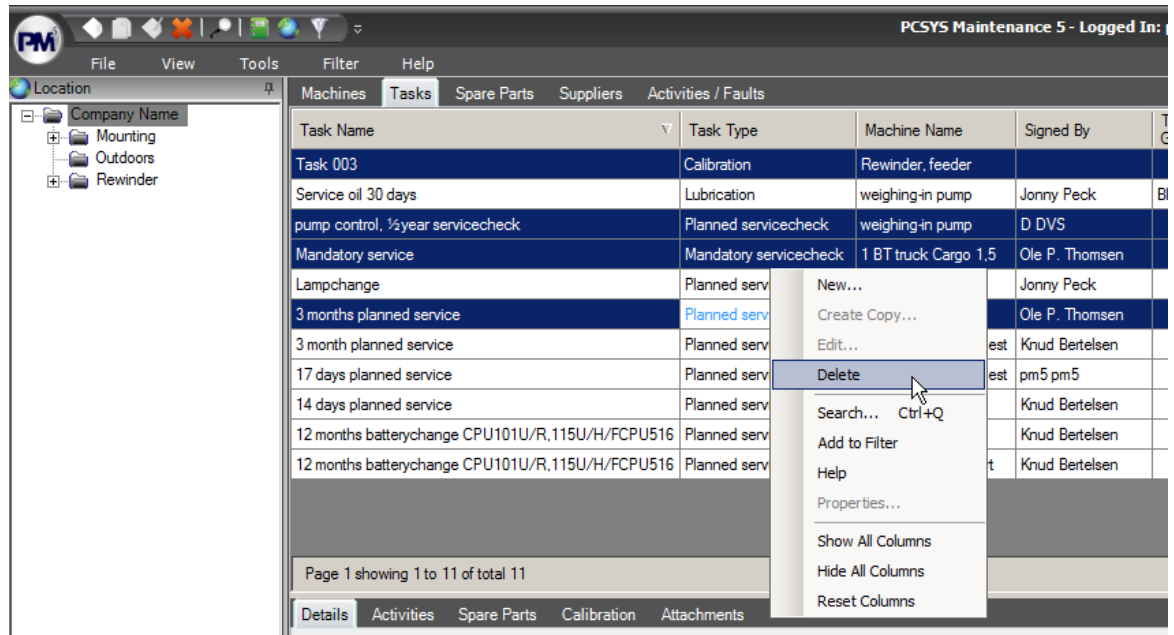 PCSYS Maintenance 5 - Logged In:
PM
File View Tools Filter Help
Location
Company Name
Mounting
Outdoors
Rewinder
Machines Tasks Spare Parts Suppliers Activities / Faults
Task Name Task Type Machine Name Signed By
Task 003 Calibration Rewinder, feeder
Service oil 30 days Lubrication weighing-in pump Jonny Peck
pump control, ½year servicecheck Planned servicecheck weighing-in pump D DVS
Mandatory service Mandatory servicecheck 1 BT truck Cargo 1,5 Ole P. Thomsen
Lampchange Planned serv Jonny Peck
3 months planned service Planned serv Ole P. Thomsen
3 month planned service Planned serv est Knud Bertelsen
17 days planned service Planned serv est pm5 pm5
14 days planned service Planned serv Knud Bertelsen
12 months batterychange CPU101U/R,115U/H/FCPU516 Planned serv Knud Bertelsen
12 months batterychange CPU101U/R,115U/H/FCPU516 Planned serv t Knud Bertelsen
New...
Create Copy...
Edit...
Delete
Search... Ctrl+Q
Add to Filter
Help
Properties...
Show All Columns
Hide All Columns
Reset Columns
Page 1 showing 1 to 11 of total 11
Details Activities Spare Parts Calibration Attachments